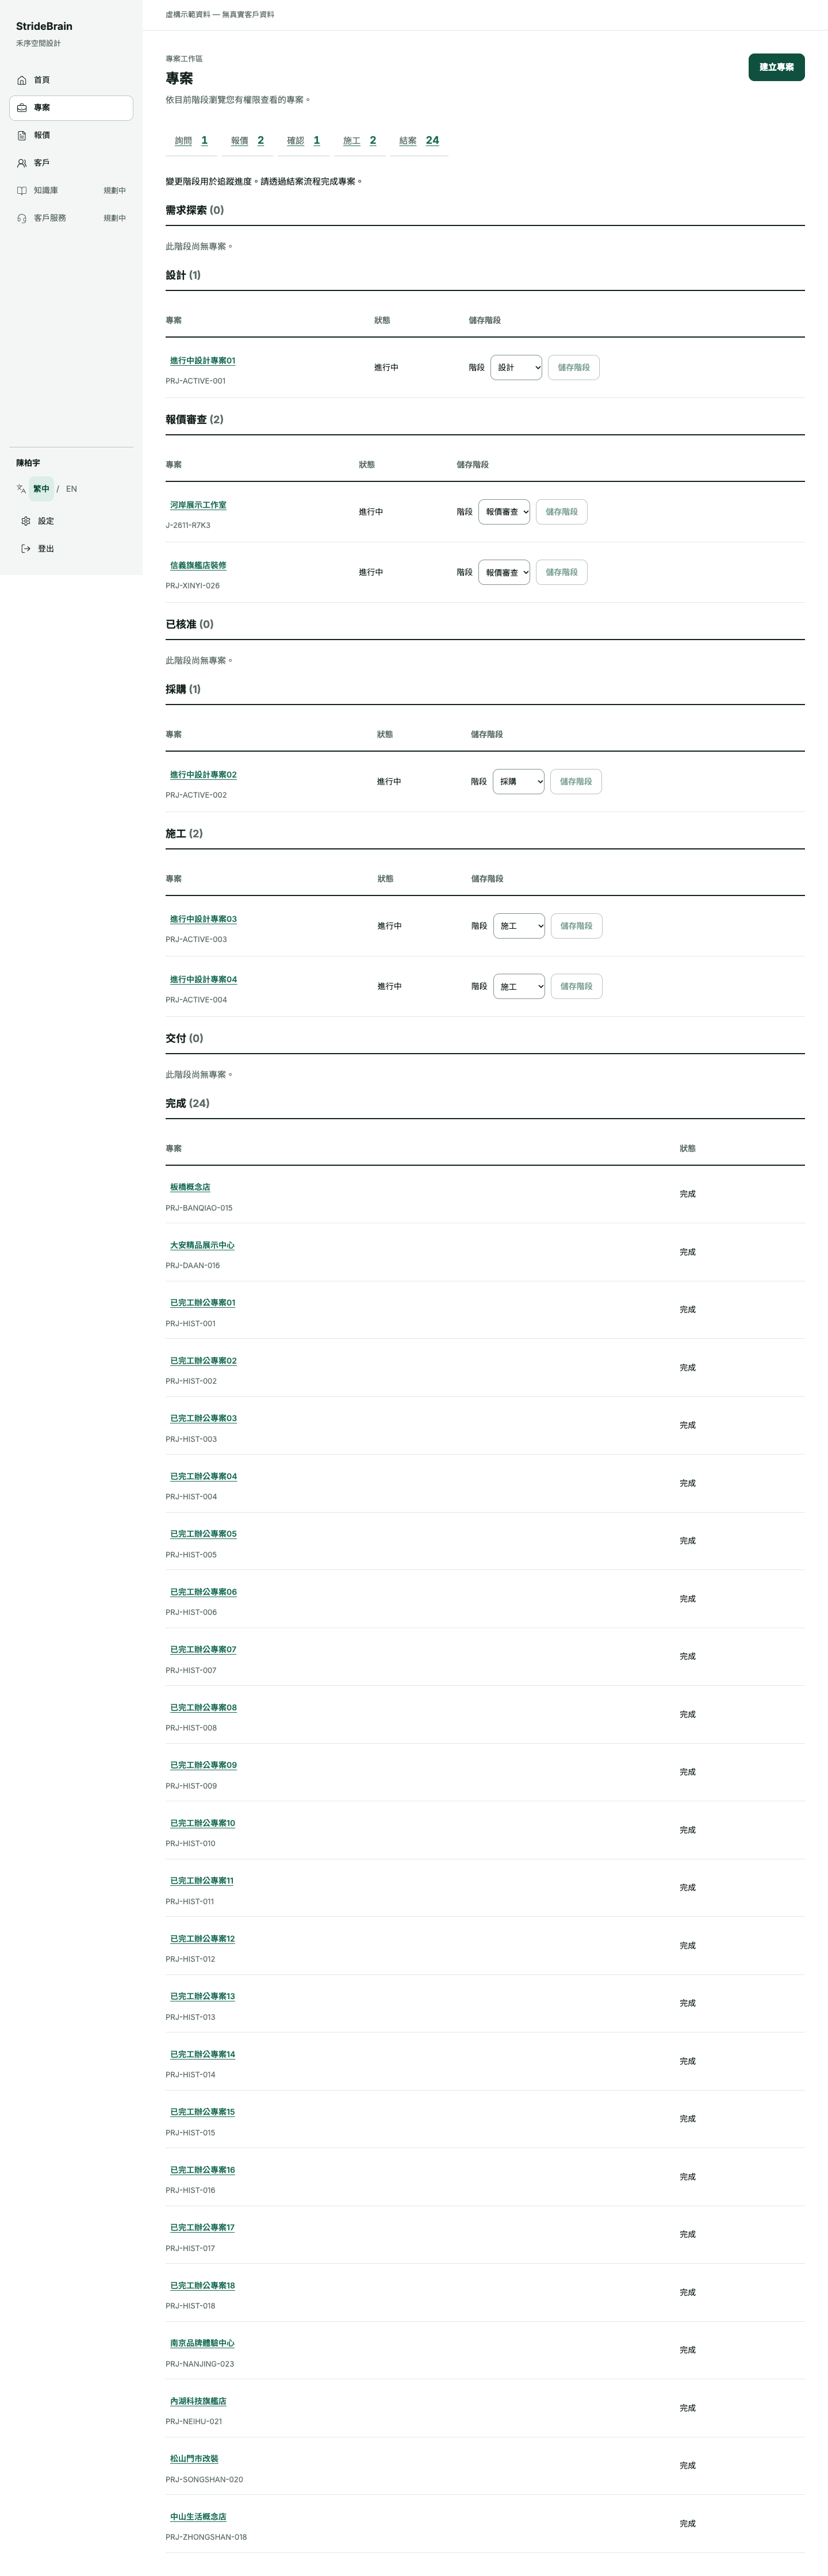 StrideBrain
禾序空間設計
首頁
專案
報價
客戶
知識庫 規劃中
客戶服務 規劃中
陳柏宇
繁中 / EN
設定
登出
虛構示範資料 — 無真實客戶資料
專案工作區
專案
依目前階段瀏覽您有權限查看的專案。
建立專案
詢問 1 報價 2 確認 1 施工 2 結案 24
變更階段用於追蹤進度。請透過結案流程完成專案。
需求探索 (0)
此階段尚無專案。
設計 (1)
專案 狀態 儲存階段
進行中設計專案01
PRJ-ACTIVE-001
進行中 階段 設計 儲存階段
報價審查 (2)
專案 狀態 儲存階段
河岸展示工作室
J-2611-R7K3
進行中 階段 報價審查 儲存階段
信義旗艦店裝修
PRJ-XINYI-026
進行中 階段 報價審查 儲存階段
已核准 (0)
此階段尚無專案。
採購 (1)
專案 狀態 儲存階段
進行中設計專案02
PRJ-ACTIVE-002
進行中 階段 採購 儲存階段
施工 (2)
專案 狀態 儲存階段
進行中設計專案03
PRJ-ACTIVE-003
進行中 階段 施工 儲存階段
進行中設計專案04
PRJ-ACTIVE-004
進行中 階段 施工 儲存階段
交付 (0)
此階段尚無專案。
完成 (24)
專案 狀態
板橋概念店
PRJ-BANQIAO-015
完成
大安精品展示中心
PRJ-DAAN-016
完成
已完工辦公專案01
PRJ-HIST-001
完成
已完工辦公專案02
PRJ-HIST-002
完成
已完工辦公專案03
PRJ-HIST-003
完成
已完工辦公專案04
PRJ-HIST-004
完成
已完工辦公專案05
PRJ-HIST-005
完成
已完工辦公專案06
PRJ-HIST-006
完成
已完工辦公專案07
PRJ-HIST-007
完成
已完工辦公專案08
PRJ-HIST-008
完成
已完工辦公專案09
PRJ-HIST-009
完成
已完工辦公專案10
PRJ-HIST-010
完成
已完工辦公專案11
PRJ-HIST-011
完成
已完工辦公專案12
PRJ-HIST-012
完成
已完工辦公專案13
PRJ-HIST-013
完成
已完工辦公專案14
PRJ-HIST-014
完成
已完工辦公專案15
PRJ-HIST-015
完成
已完工辦公專案16
PRJ-HIST-016
完成
已完工辦公專案17
PRJ-HIST-017
完成
已完工辦公專案18
PRJ-HIST-018
完成
南京品牌體驗中心
PRJ-NANJING-023
完成
內湖科技旗艦店
PRJ-NEIHU-021
完成
松山門市改裝
PRJ-SONGSHAN-020
完成
中山生活概念店
PRJ-ZHONGSHAN-018
完成